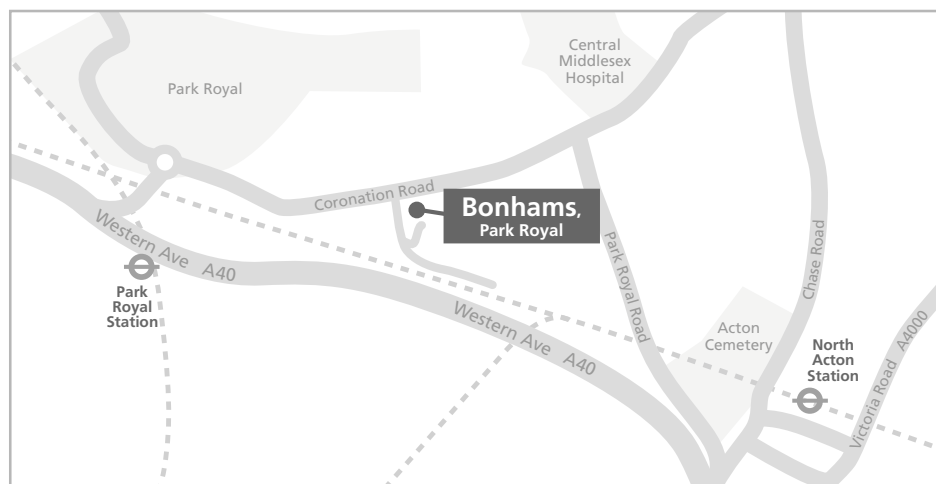 Central
Middlesex
Hospital
Park Royal
Coronation Road
Bonhams,
Park Royal
Western Ave A40
Park
Royal
Station
Park Royal Road
Chase Road
Western Ave A40
Acton
Cemetery
North
Acton
Station
Victoria Road A4000